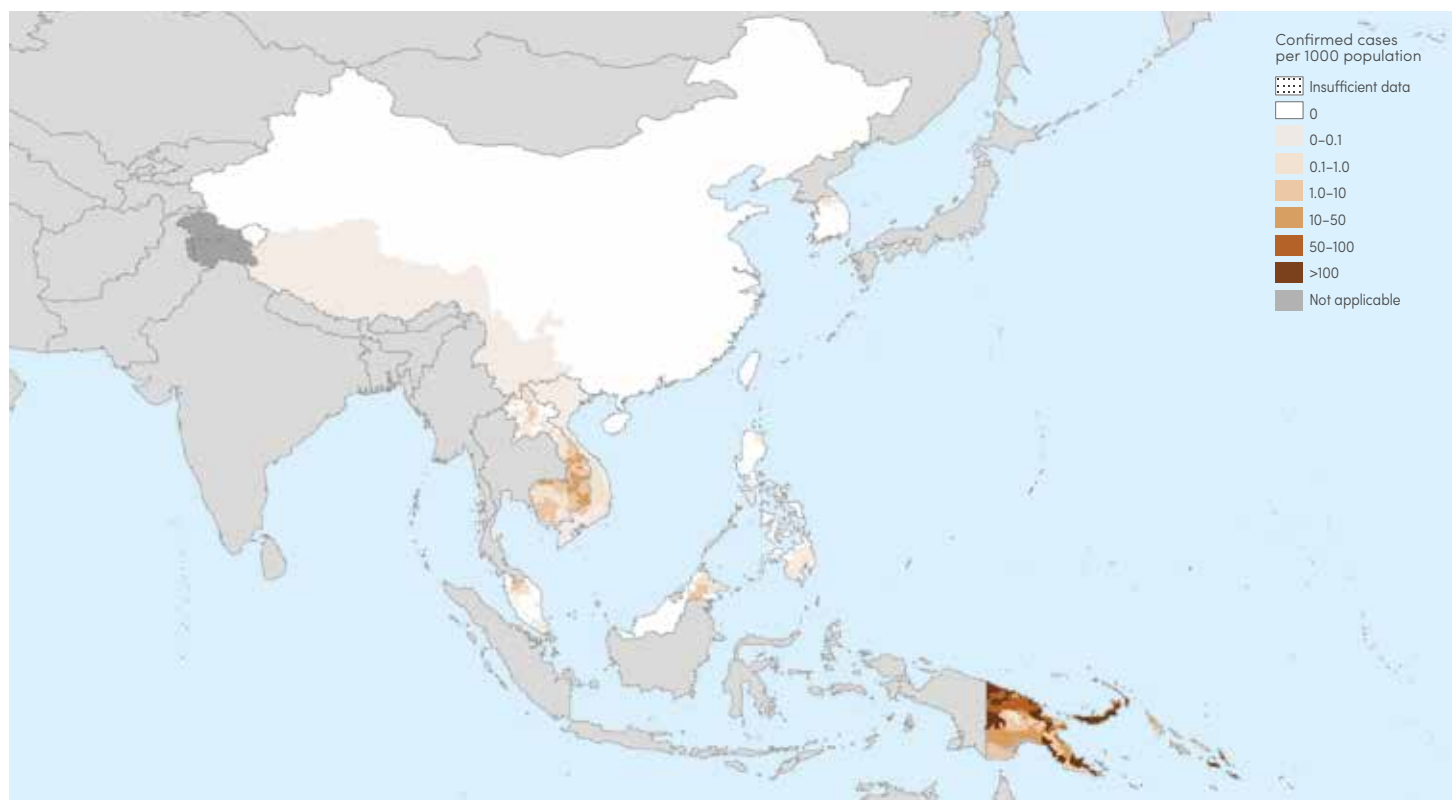 Confirmed cases
per 1000 population
Insufficient data
0
0–0.1
0.1–1.0
1.0–10
10–50
50–100
>100
Not applicable